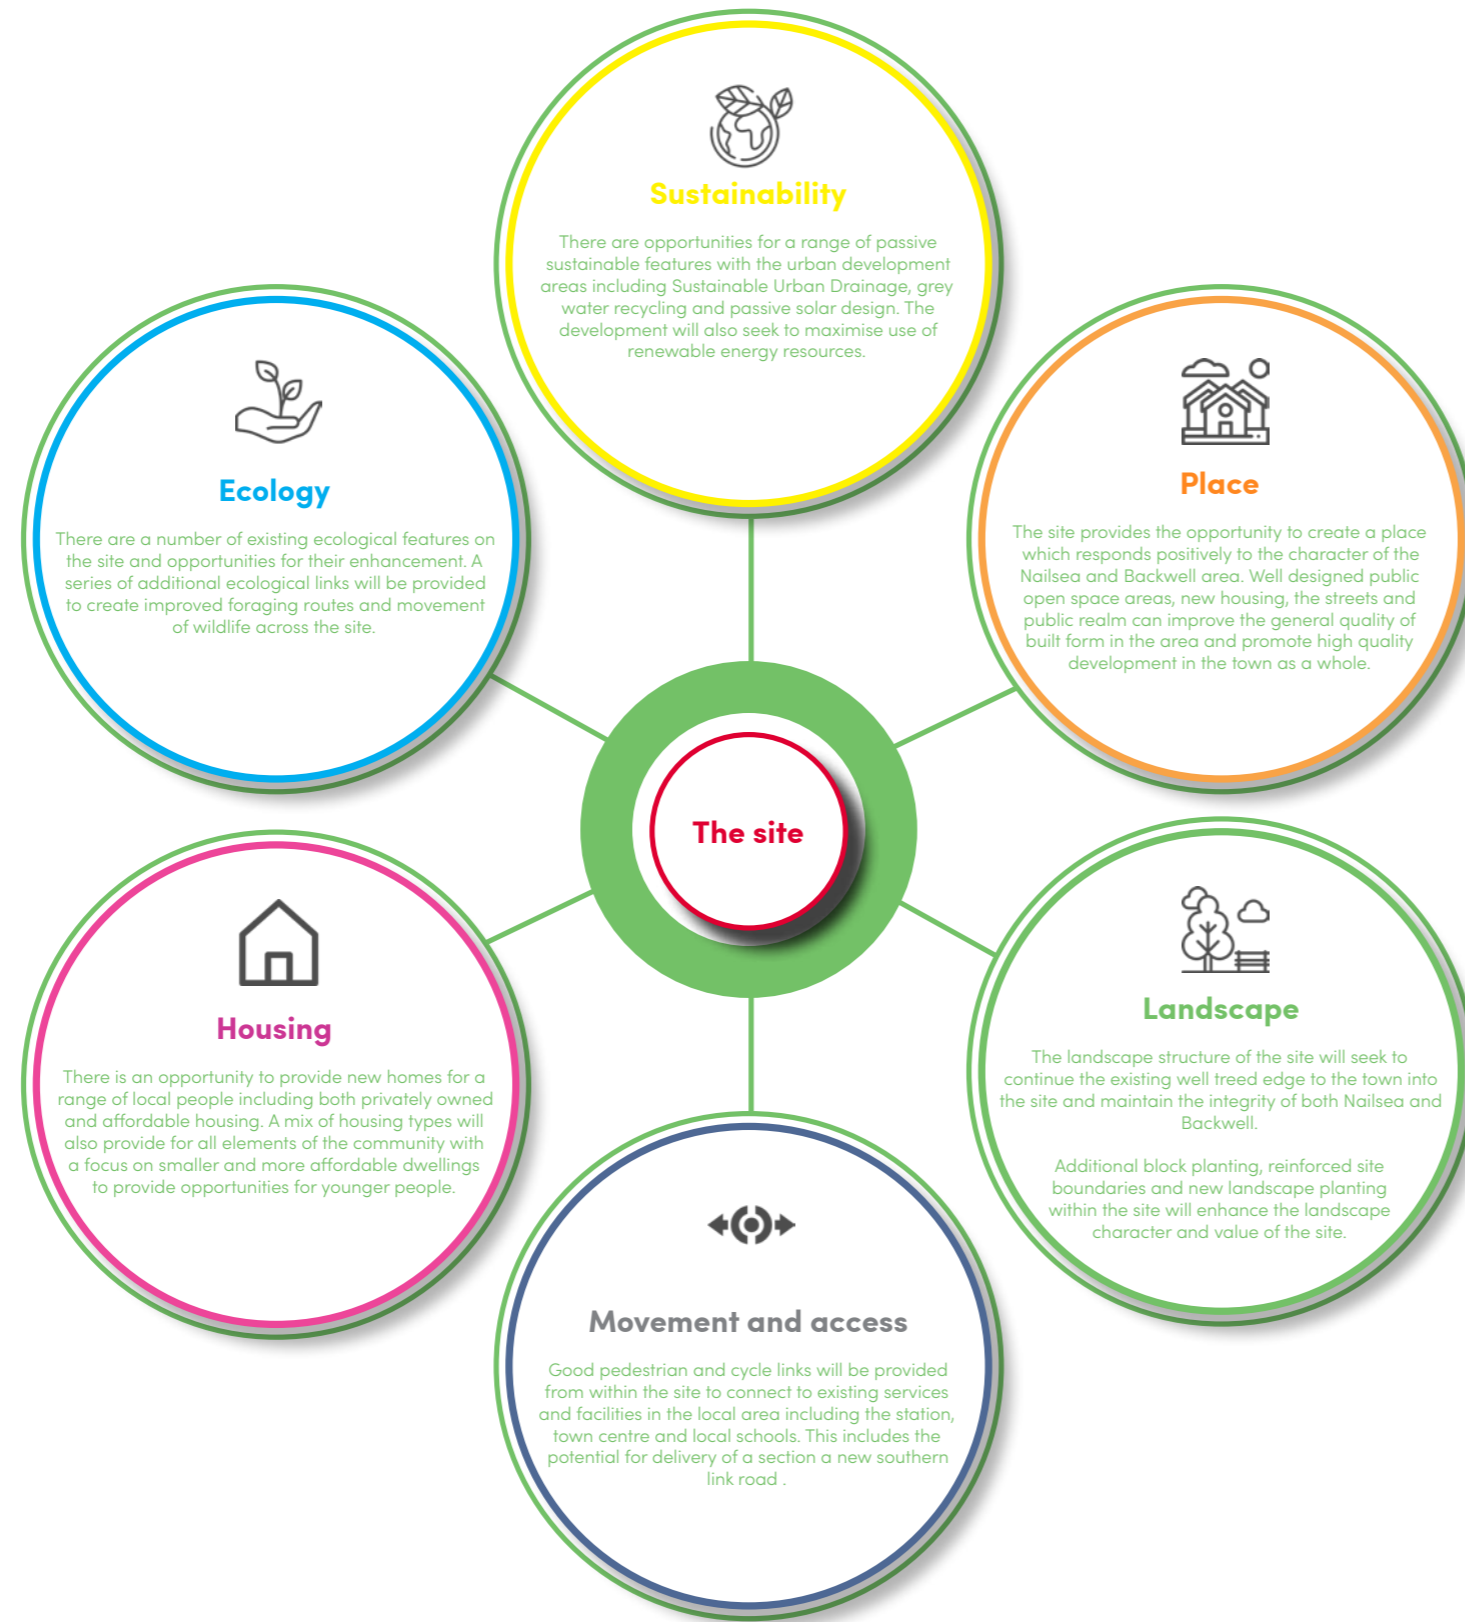 Sustainability
There are opportunities for a range of passive
sustainable features with the urban development
areas including Sustainable Urban Drainage, grey
water recycling and passive solar design. The
development will also seek to maximise use of
renewable energy resources.
Ecology
There are a number of existing ecological features on
the site and opportunities for their enhancement. A
series of additional ecological links will be provided
to create improved foraging routes and movement
of wildlife across the site.
Place
The site provides the opportunity to create a place
which responds positively to the character of the
Nailsea and Backwell area. Well designed public
open space areas, new housing, the streets and
public realm can improve the general quality of
built form in the area and promote high quality
development in the town as a whole.
The site
Housing
There is an opportunity to provide new homes for a
range of local people including both privately owned
and affordable housing. A mix of housing types will
also provide for all elements of the community with
a focus on smaller and more affordable dwellings
to provide opportunities for younger people.
Landscape
The landscape structure of the site will seek to
continue the existing well treed edge to the town into
the site and maintain the integrity of both Nailsea and
Backwell.
Additional block planting, reinforced site
boundaries and new landscape planting
within the site will enhance the landscape
character and value of the site.
Movement and access
Good pedestrian and cycle links will be provided
from within the site to connect to existing services
and facilities in the local area including the station,
town centre and local schools. This includes the
potential for delivery of a section a new southern
link road .